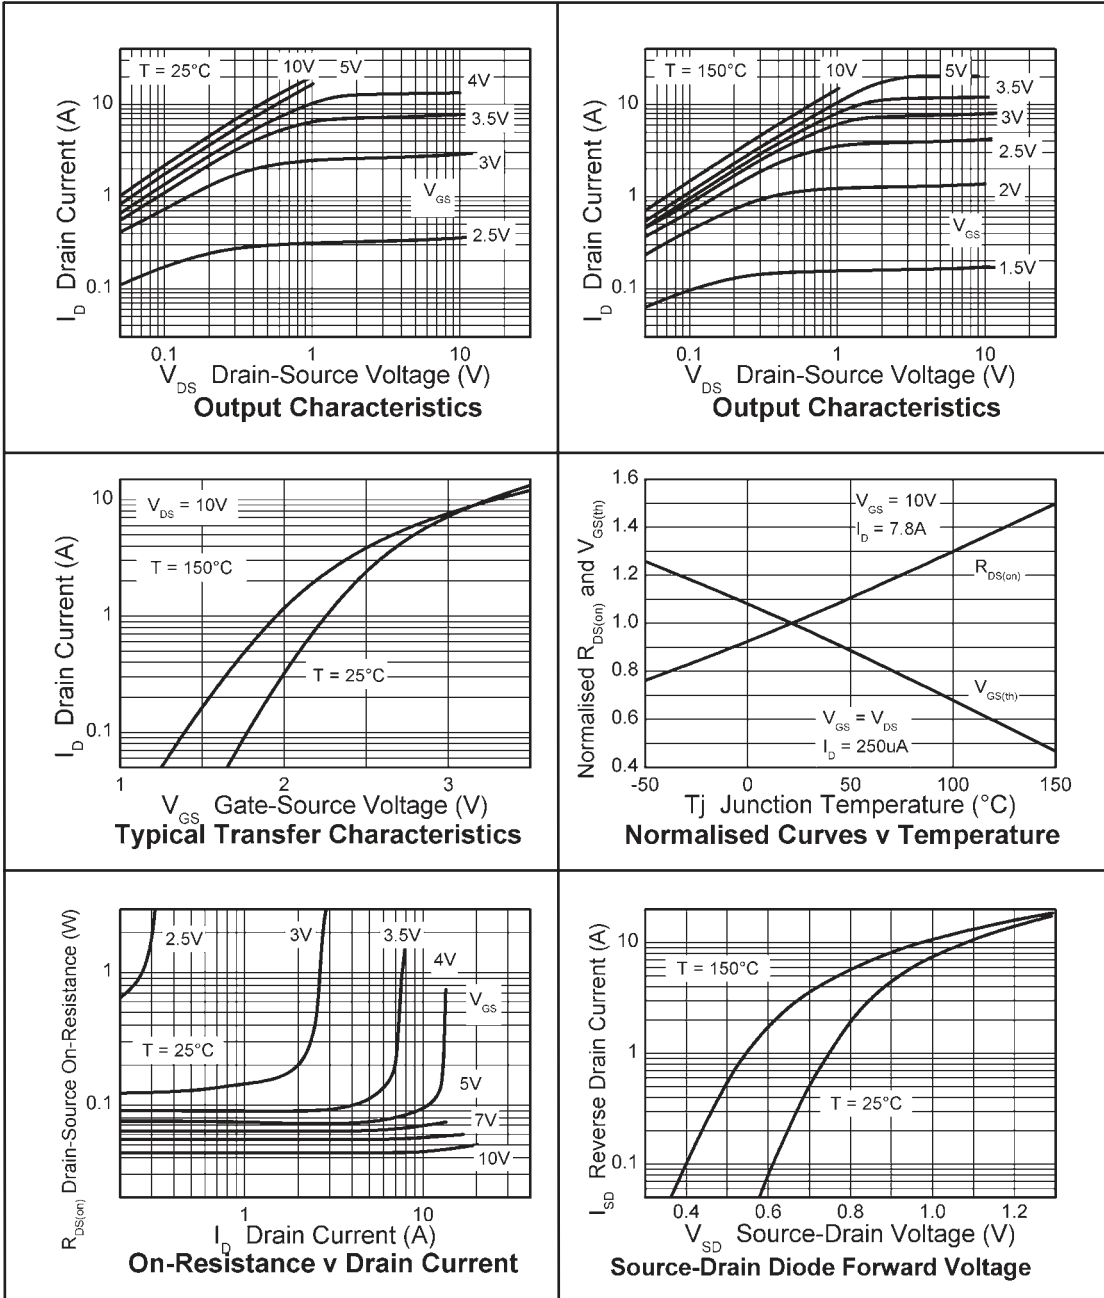 T = 25°C
10V
5V
4V
3.5V
3V
V_GS
2.5V
10
1
0.1
I_D Drain Current (A)
0.1
1
10
V_DS Drain-Source Voltage (V)
Output Characteristics
T = 150°C
10V
5V
3.5V
3V
2.5V
2V
V_GS
1.5V
10
1
0.1
I_D Drain Current (A)
0.1
1
10
V_DS Drain-Source Voltage (V)
Output Characteristics
V_DS = 10V
T = 150°C
T = 25°C
10
1
0.1
I_D Drain Current (A)
1
2
3
V_GS Gate-Source Voltage (V)
Typical Transfer Characteristics
V_GS = 10V
I_D = 7.8A
R_DS(on)
V_GS(th)
V_GS = V_DS
I_D = 250uA
1.6
1.4
1.2
1.0
0.8
0.6
0.4
Normalised R_DS(on) and V_GS(th)
-50
0
50
100
150
Tj Junction Temperature (°C)
Normalised Curves v Temperature
2.5V
3V
3.5V
4V
V_GS
T = 25°C
5V
7V
10V
1
0.1
R_DS(on) Drain-Source On-Resistance (W)
1
10
I_D Drain Current (A)
On-Resistance v Drain Current
T = 150°C
T = 25°C
10
1
0.1
I_SD Reverse Drain Current (A)
0.4
0.6
0.8
1.0
1.2
V_SD Source-Drain Voltage (V)
Source-Drain Diode Forward Voltage